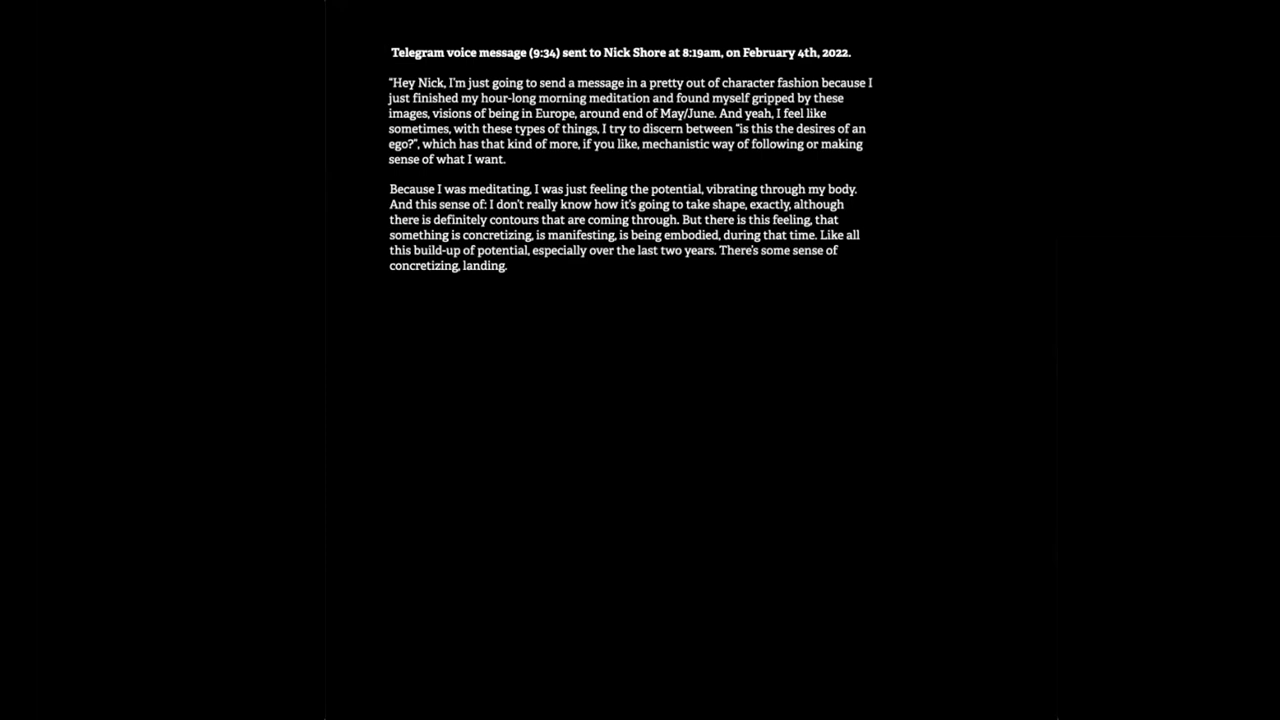 Telegram voice message (9:34) sent to Nick Shore at 8:19am, on February 4th, 2022.
“Hey Nick, I’m just going to send a message in a pretty out of character fashion because I
just finished my hour-long morning meditation and found myself gripped by these
images, visions of being in Europe, around end of May/June. And yeah, I feel like
sometimes, with these types of things, I try to discern between “is this the desires of an
ego?”, which has that kind of more, if you like, mechanistic way of following or making
sense of what I want.
Because I was meditating, I was just feeling the potential, vibrating through my body.
And this sense of: I don’t really know how it’s going to take shape, exactly, although
there is definitely contours that are coming through. But there is this feeling, that
something is concretizing, is manifesting, is being embodied, during that time. Like all
this build-up of potential, especially over the last two years. There’s some sense of
concretizing, landing.